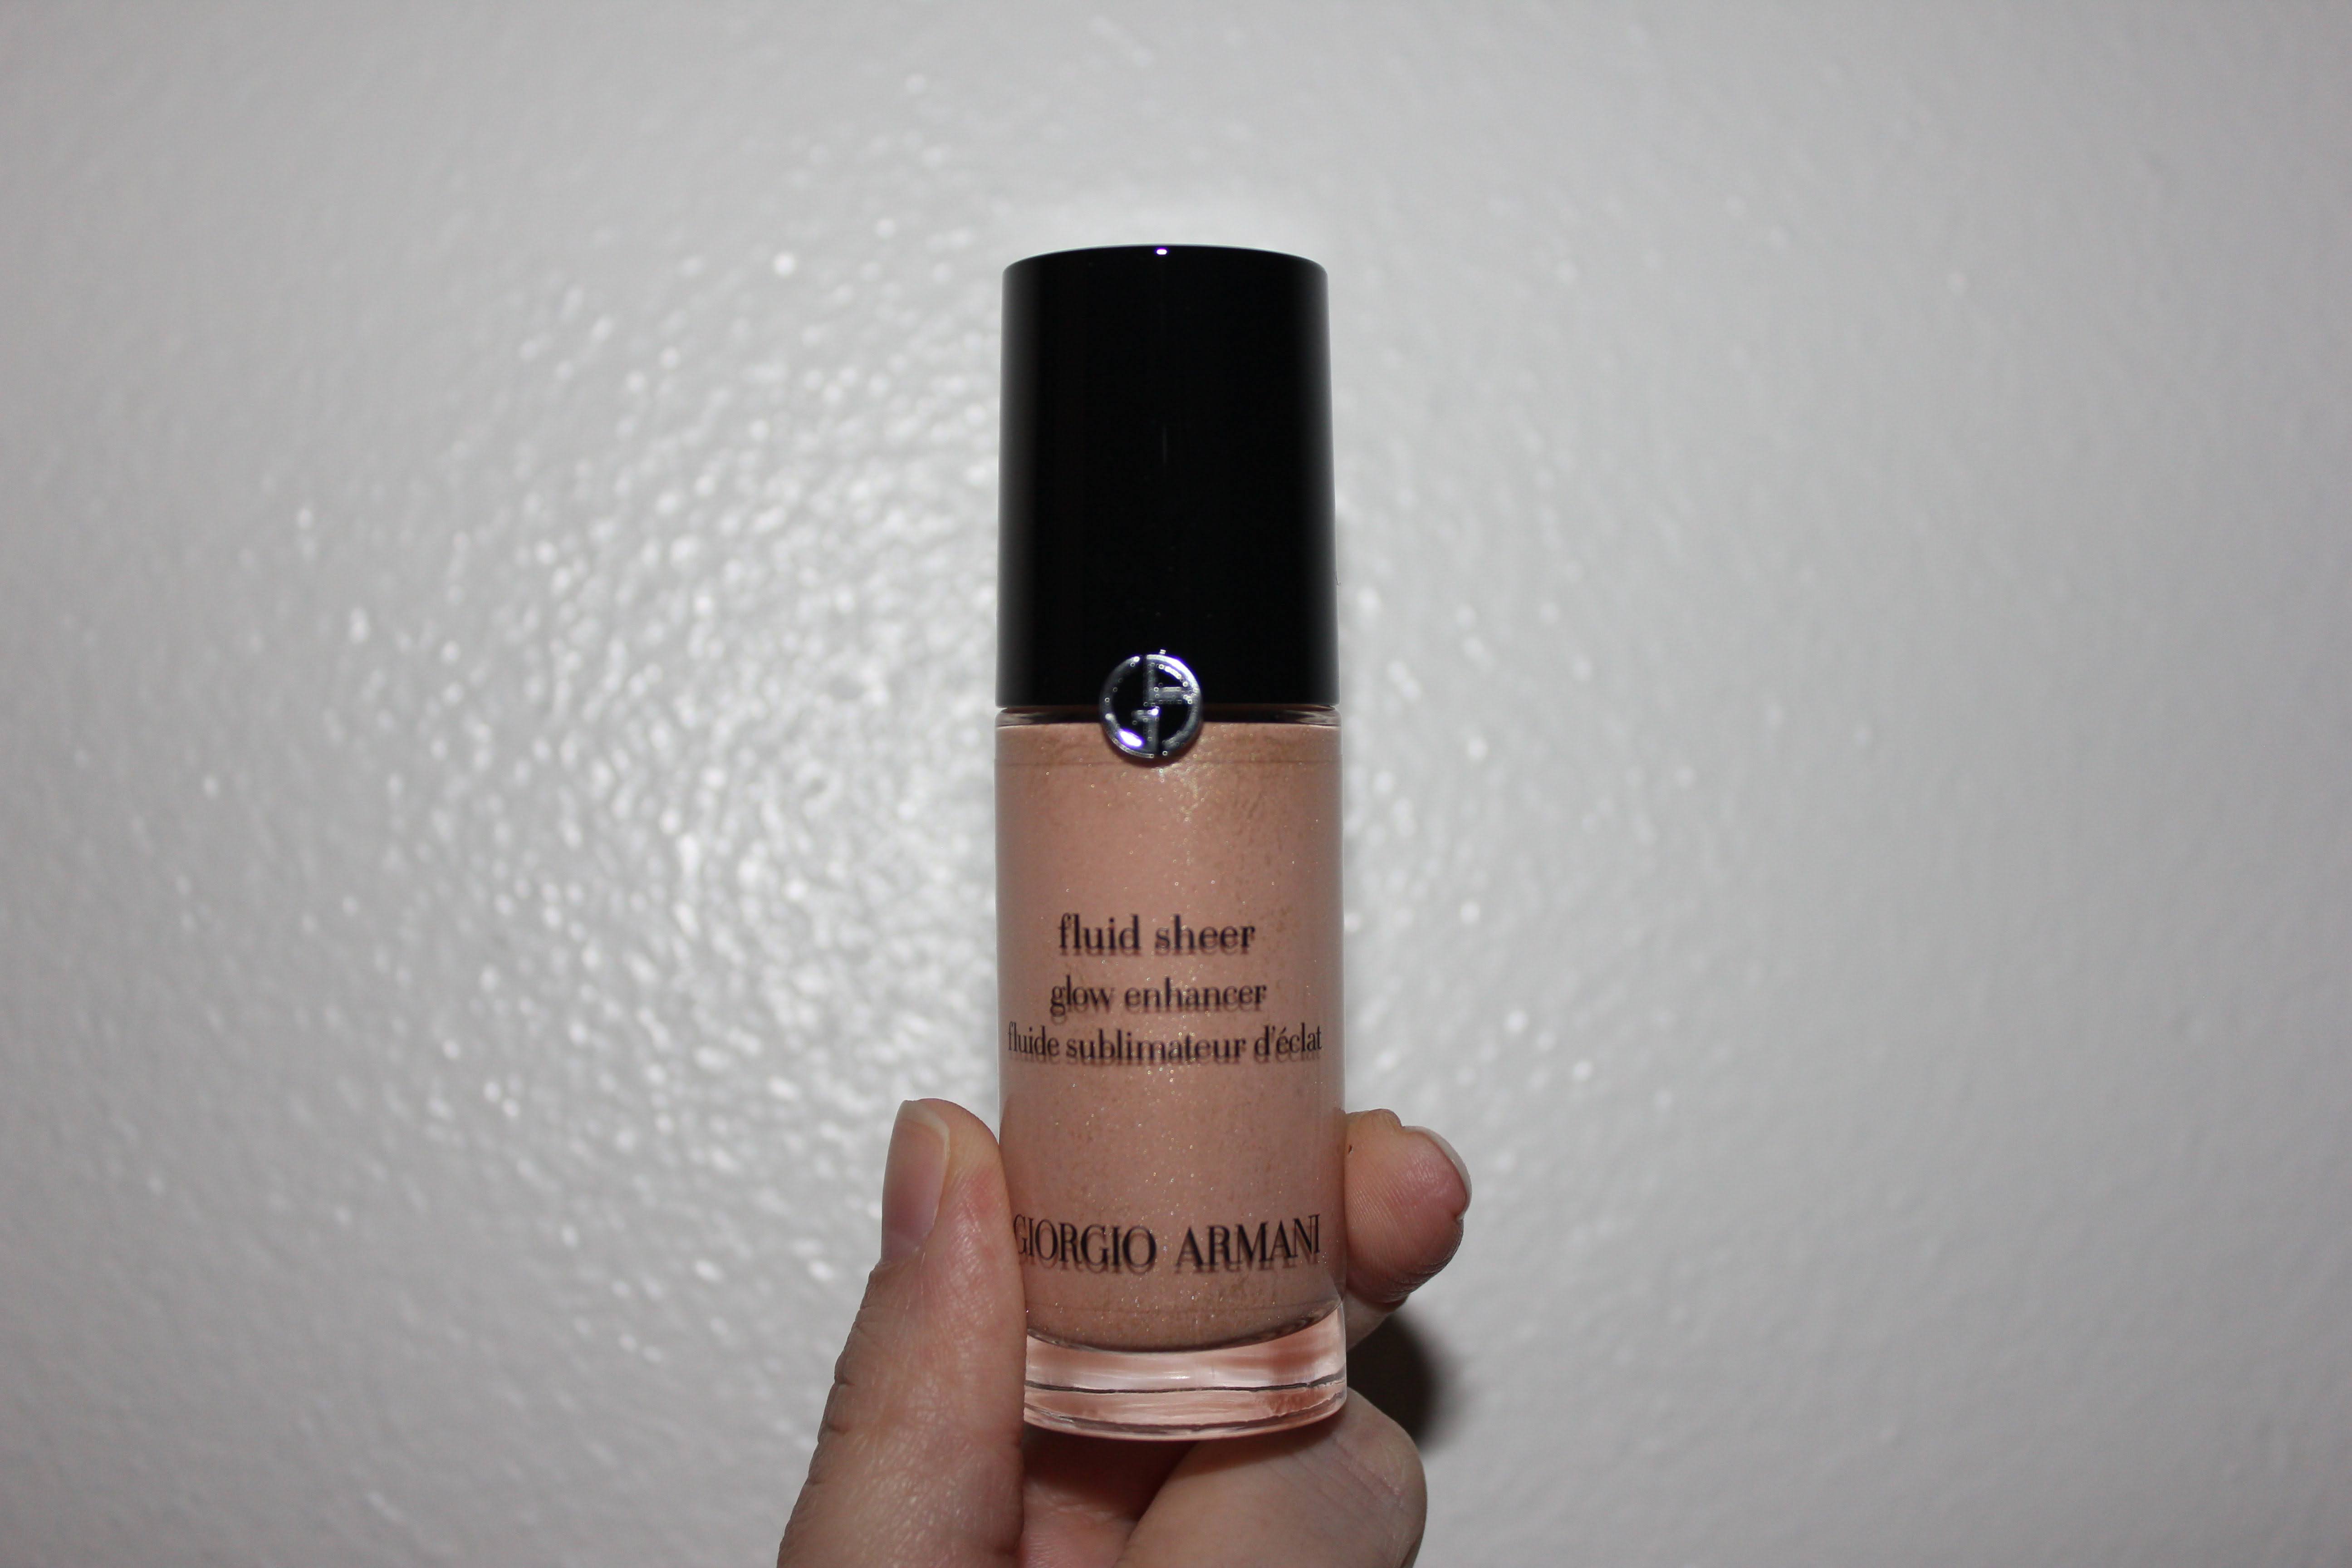 fluid sheer
glow enhancer
fluide sublimateur d'éclat
GIORGIO ARMANI